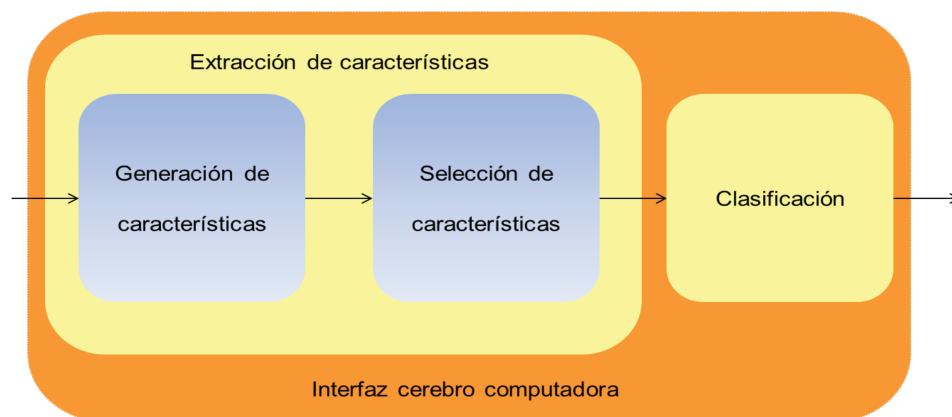 Extracción de características
Generación de
características
Selección de
características
Clasificación
Interfaz cerebro computadora